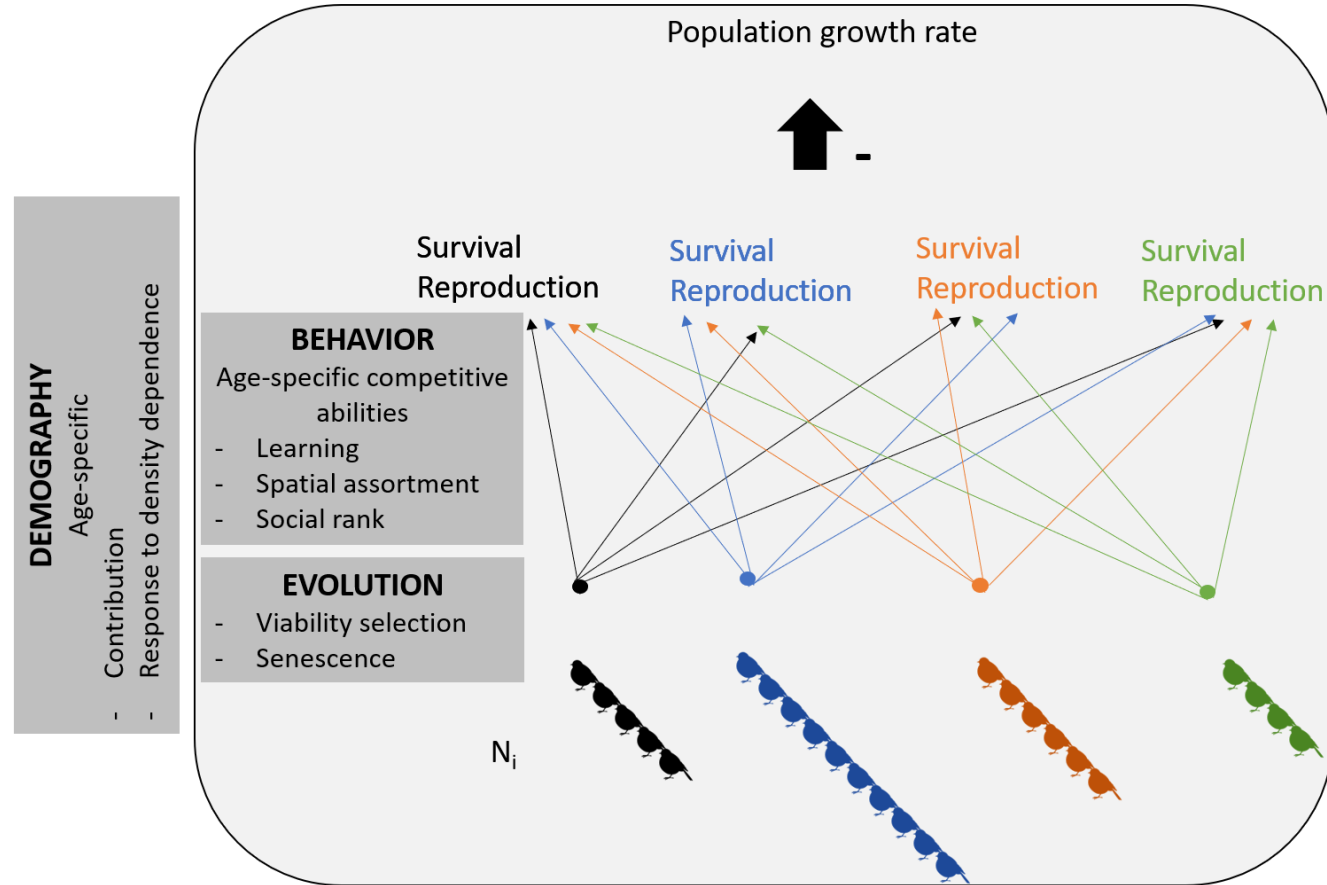 Population growth rate
-
Survival
Reproduction
Survival
Reproduction
Survival
Reproduction
Survival
Reproduction
DEMOGRAPHY
Age-specific
- Contribution
- Response to density dependence
BEHAVIOR
Age-specific competitive
abilities
- Learning
- Spatial assortment
- Social rank
EVOLUTION
- Viability selection
- Senescence
Nᵢ